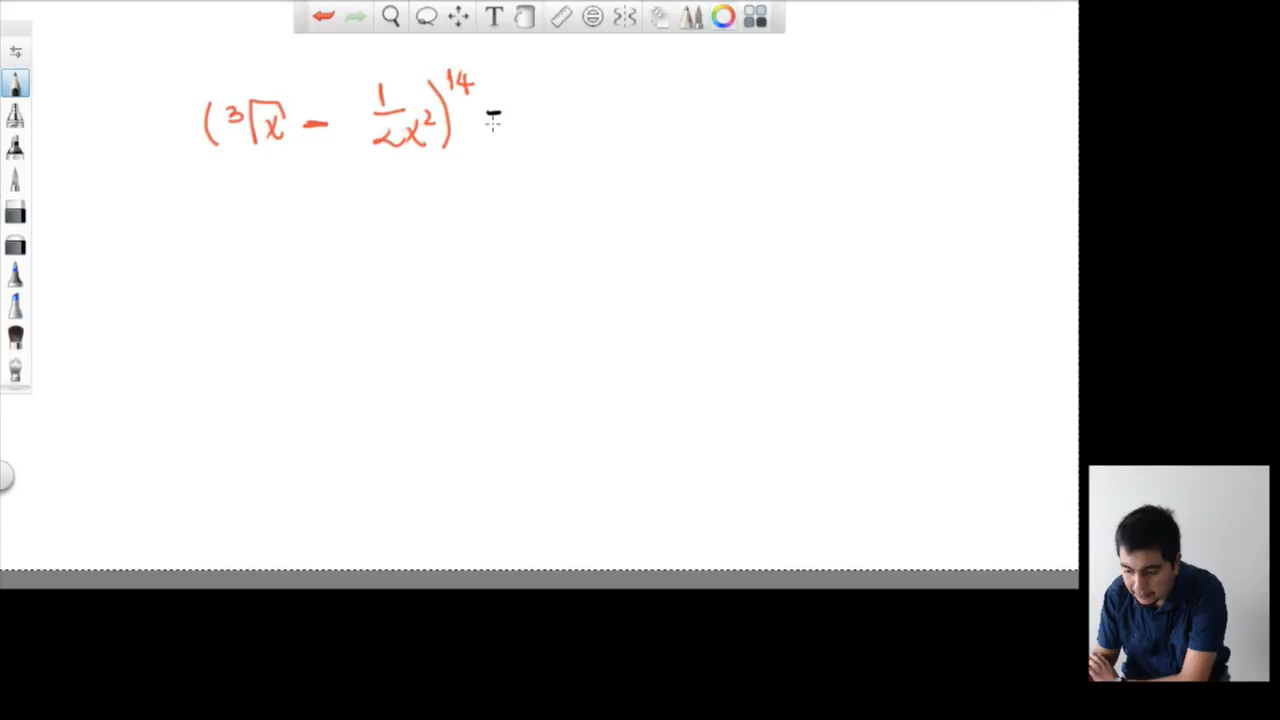 (³√x - 1/2x²)¹⁴ -